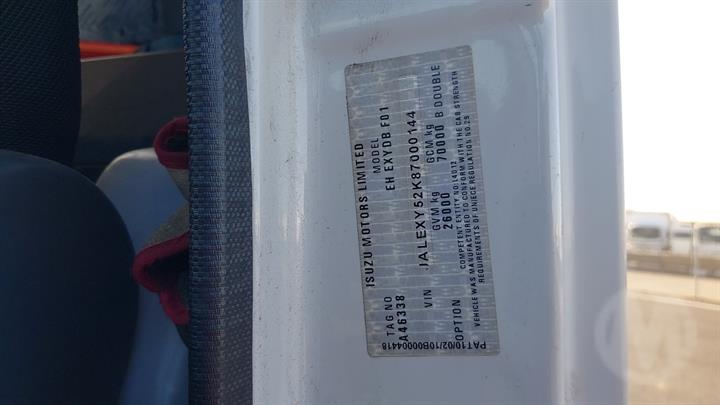 ISUZU MOTORS LIMITED
TAG NO MODEL
A46338 EH EXYDB F01
VIN JALEXY52K87000144
GVM kg GCM kg
26000 70000 B DOUBLE
OPTION
COMPETENT ENTITY NO:14012
VEHICLE WAS MANUFACTURED TO CONFORM WITH THE CAB STRENGTH
REQUIREMENTS OF UNECE REGULATION NO.29
PAT10/02/10B00004418